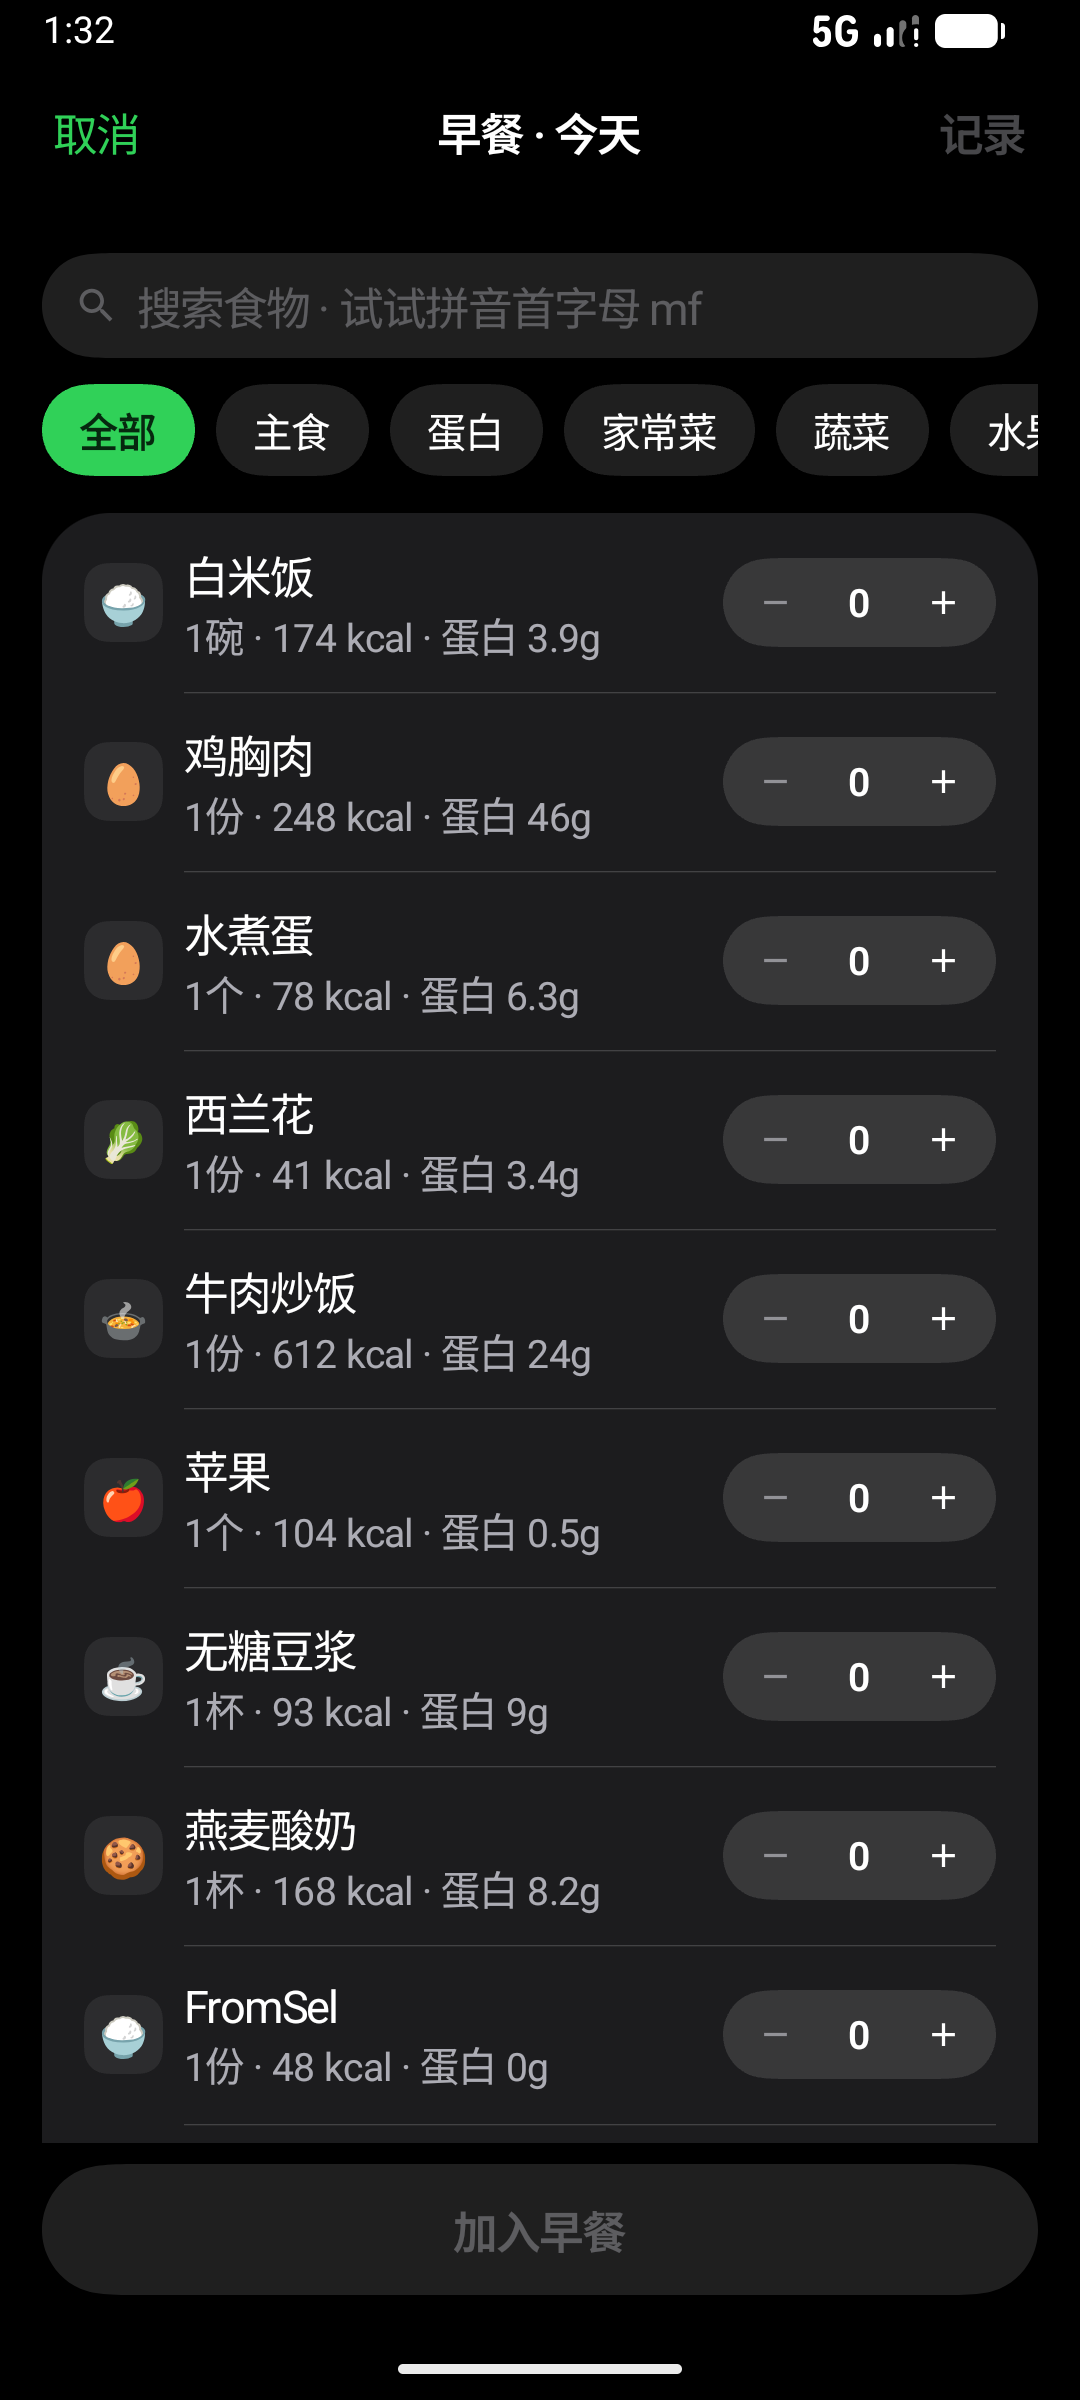 1:32
5G
取消
早餐 · 今天
记录
搜索食物 · 试试拼音首字母 mf
全部
主食
蛋白
家常菜
蔬菜
水果
白米饭
1碗 · 174 kcal · 蛋白 3.9g
0
鸡胸肉
1份 · 248 kcal · 蛋白 46g
0
水煮蛋
1个 · 78 kcal · 蛋白 6.3g
0
西兰花
1份 · 41 kcal · 蛋白 3.4g
0
牛肉炒饭
1份 · 612 kcal · 蛋白 24g
0
苹果
1个 · 104 kcal · 蛋白 0.5g
0
无糖豆浆
1杯 · 93 kcal · 蛋白 9g
0
燕麦酸奶
1杯 · 168 kcal · 蛋白 8.2g
0
FromSel
1份 · 48 kcal · 蛋白 0g
0
加入早餐